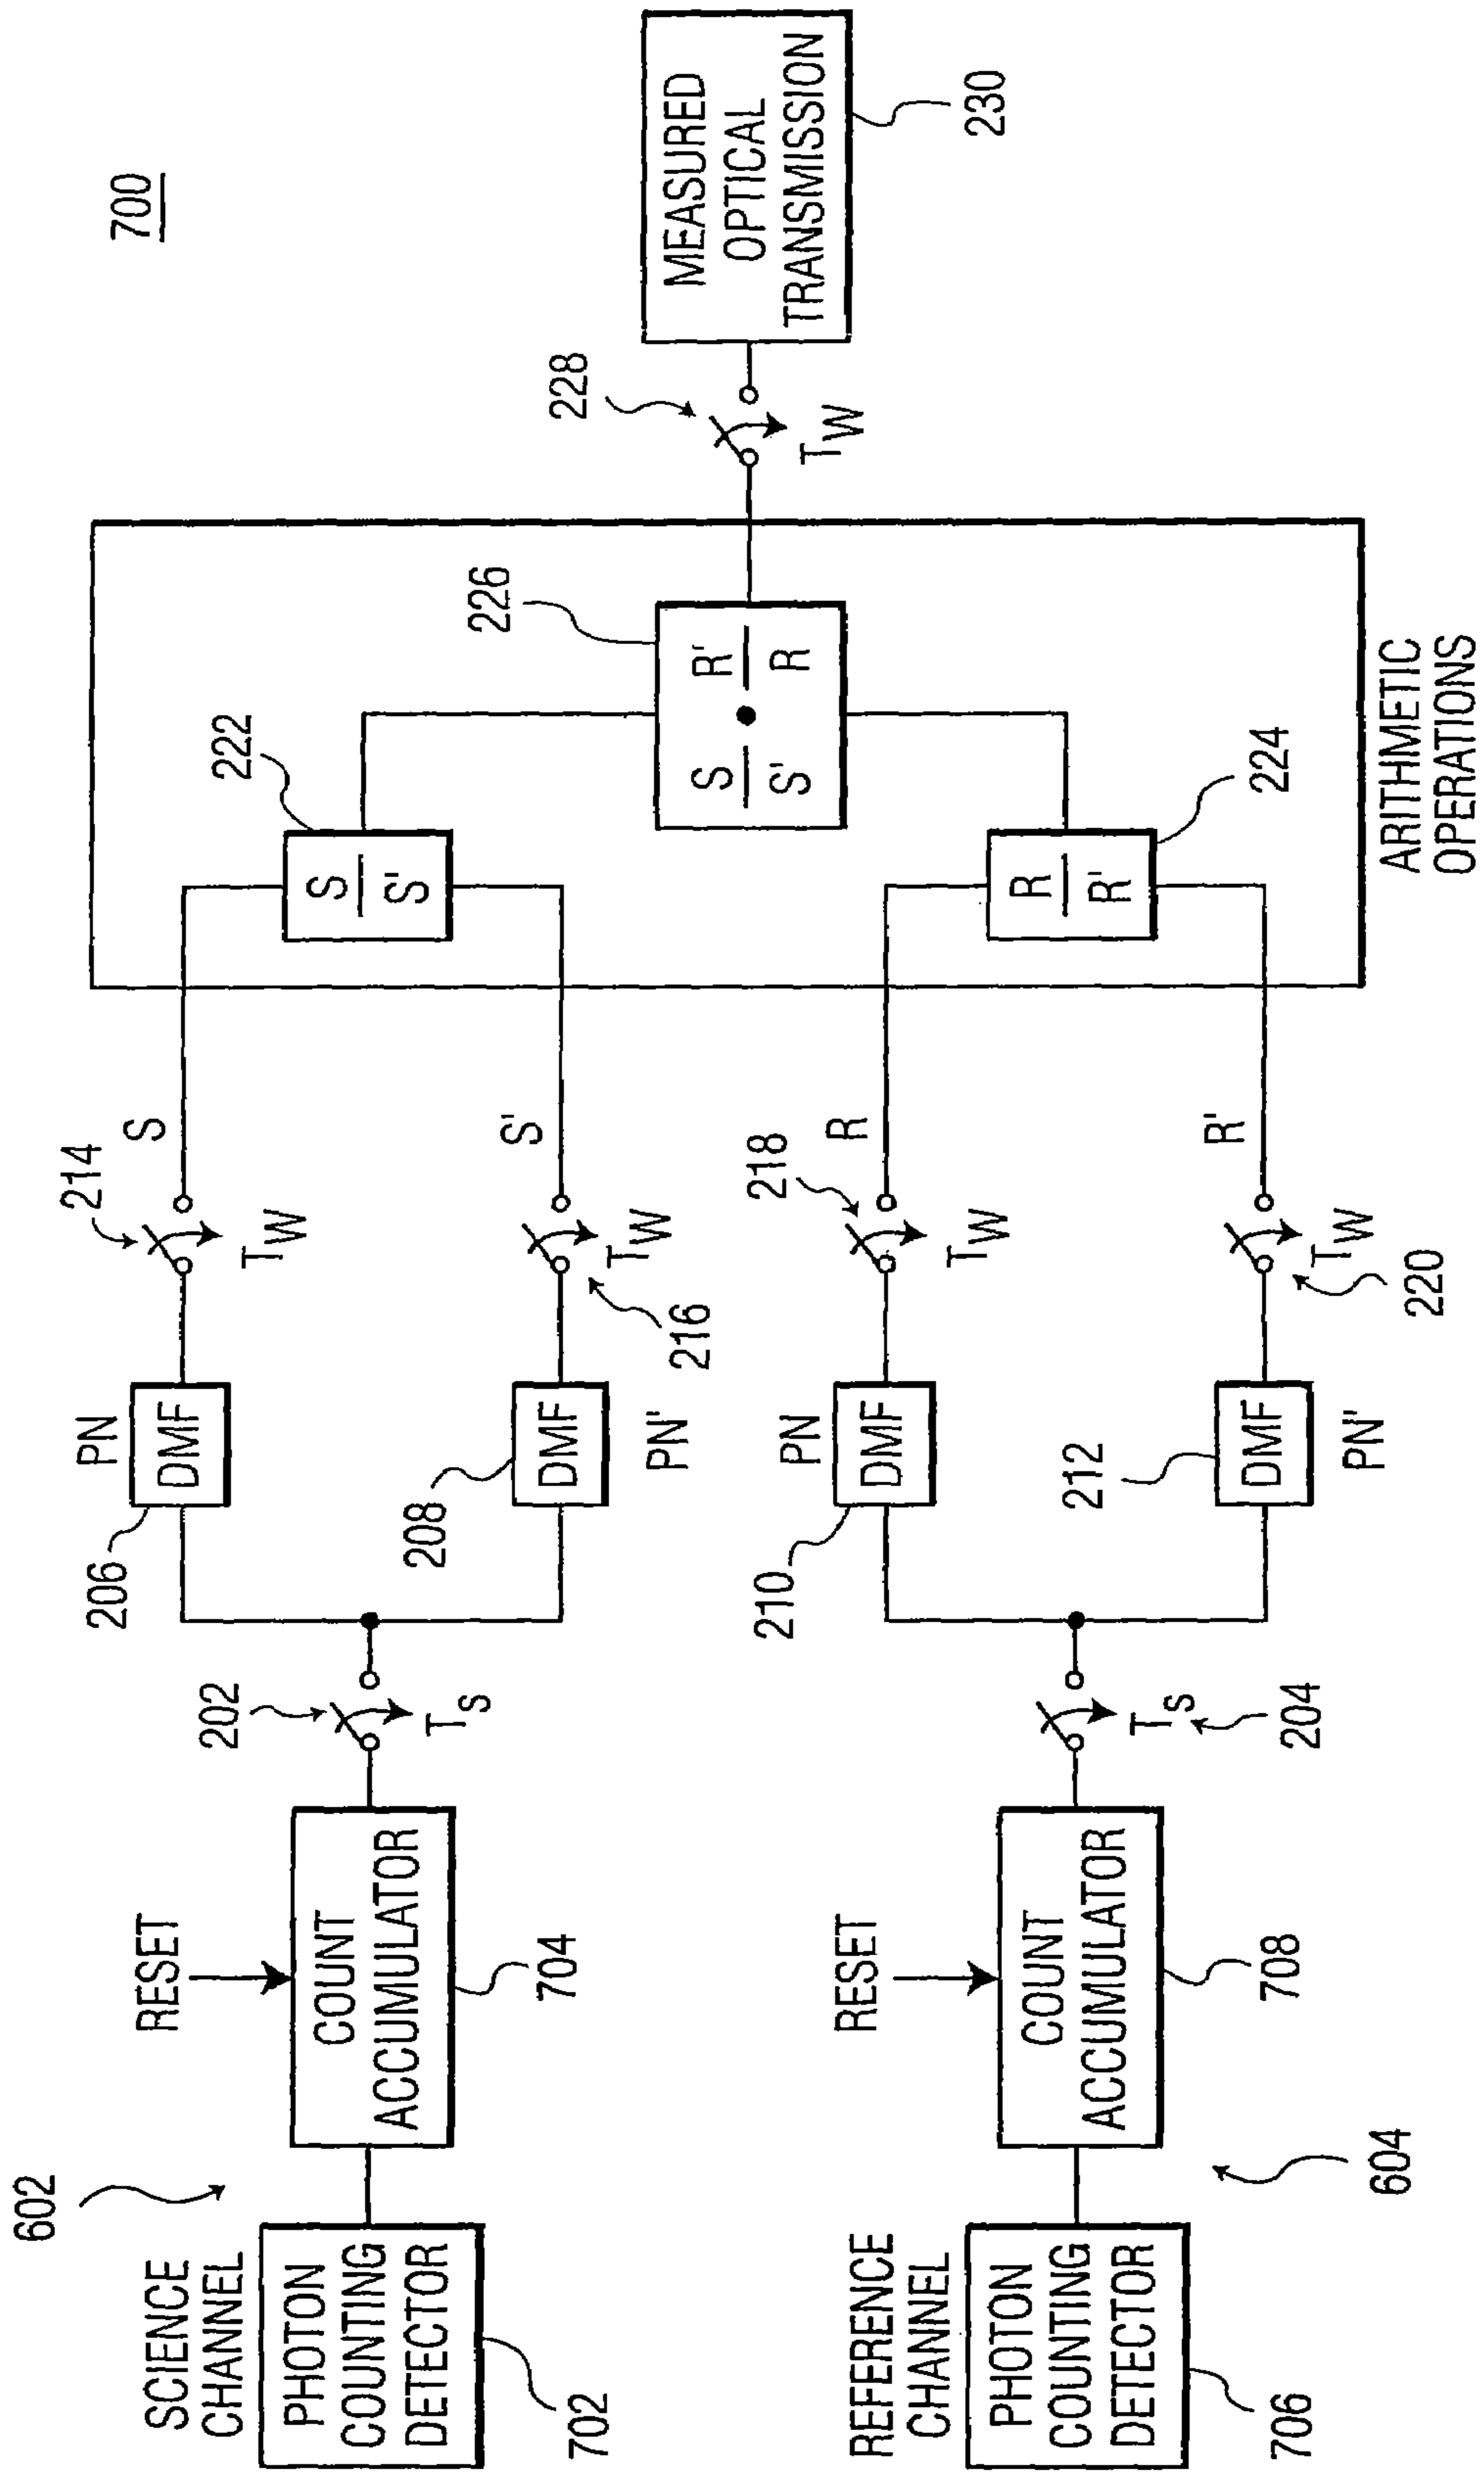 700
SCIENCE
CHANNEL
602
PHOTON
COUNTING
DETECTOR
702
RESET
COUNT
ACCUMULATOR
704
202
Ts
206
PN
DMF
208
DMF
PN'
214
TW
S
216
TW
S'
222
S
S'
226
S
S'
R'
R
228
TW
MEASURED
OPTICAL
TRANSMISSION
230
REFERENCE
CHANNEL
604
PHOTON
COUNTING
DETECTOR
706
RESET
COUNT
ACCUMULATOR
708
204
Ts
210
PN
DMF
212
DMF
PN'
218
TW
R
220
TW
R'
224
R
R'
ARITHMETIC
OPERATIONS